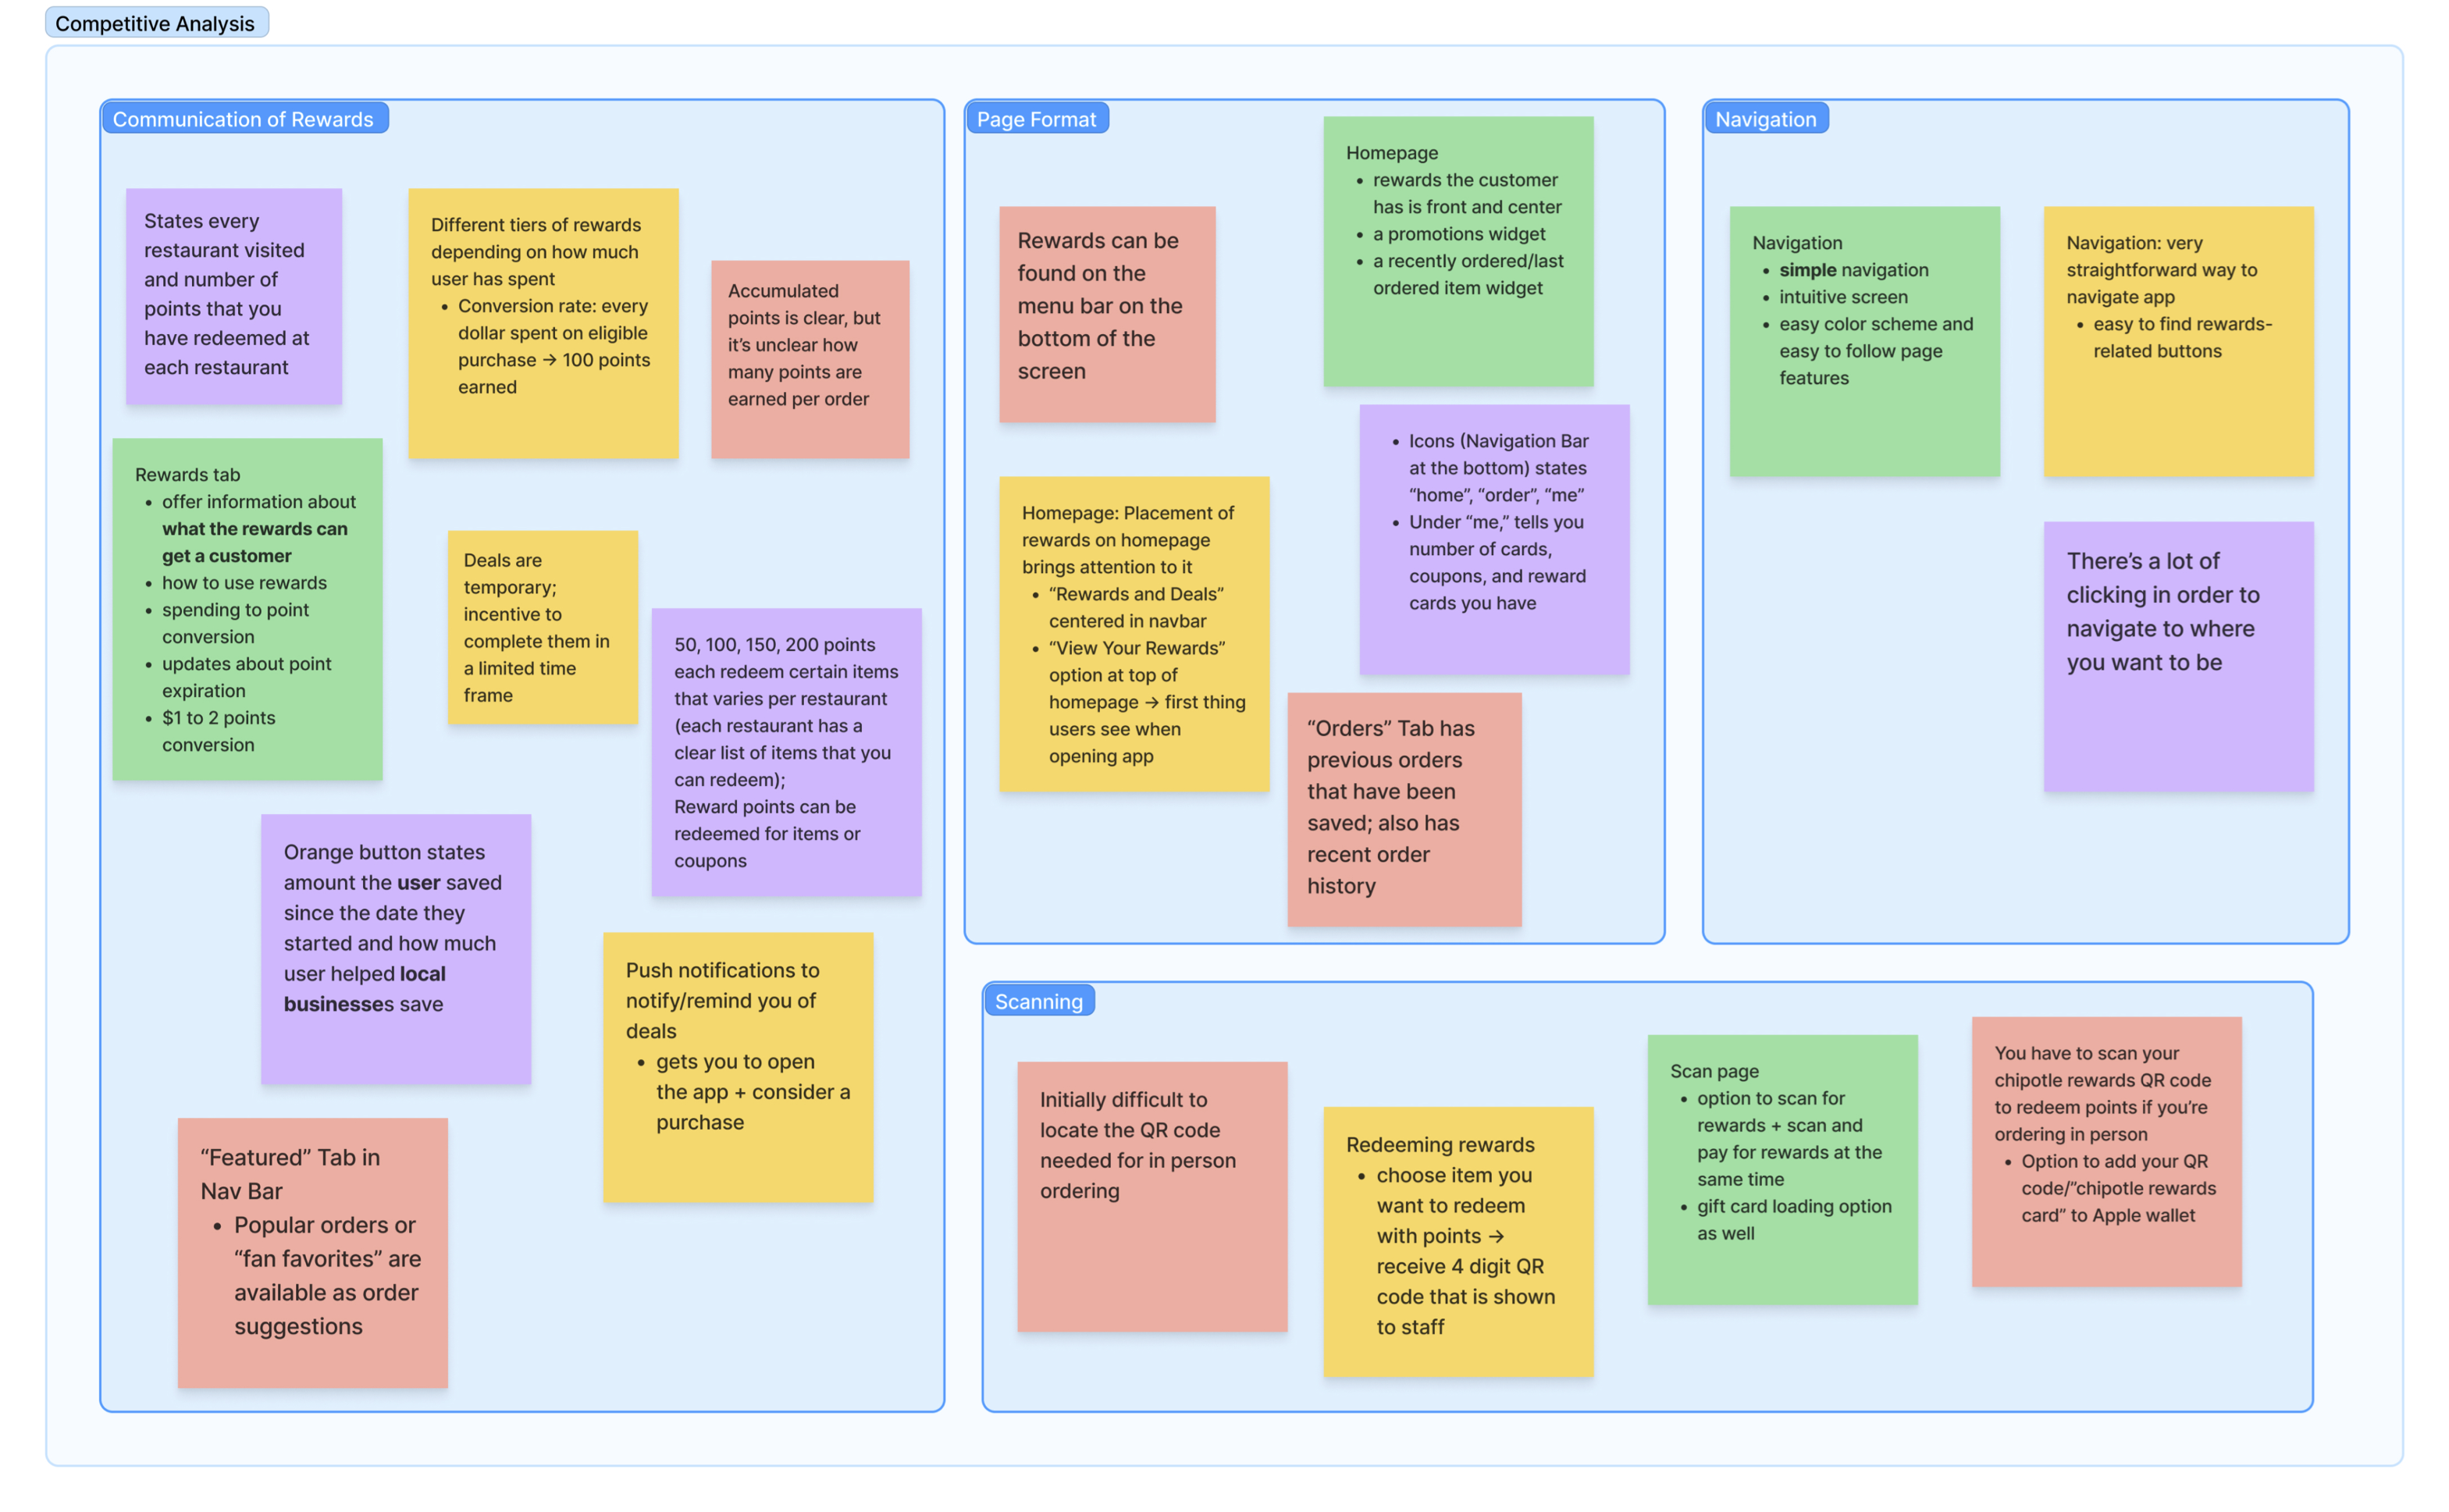 Competitive Analysis
Communication of Rewards
States every
restaurant visited
and number of
points that you
have redeemed at
each restaurant
Different tiers of rewards
depending on how much
user has spent
• Conversion rate: every
dollar spent on eligible
purchase → 100 points
earned
Accumulated
points is clear, but
it’s unclear how
many points are
earned per order
Rewards tab
• offer information about
what the rewards can
get a customer
• how to use rewards
• spending to point
conversion
• updates about point
expiration
• $1 to 2 points
conversion
Deals are
temporary;
incentive to
complete them in
a limited time
frame
50, 100, 150, 200 points
each redeem certain items
that varies per restaurant
(each restaurant has a
clear list of items that you
can redeem);
Reward points can be
redeemed for items or
coupons
Orange button states
amount the user saved
since the date they
started and how much
user helped local
businesses save
Push notifications to
notify/remind you of
deals
• gets you to open
the app + consider a
purchase
“Featured” Tab in
Nav Bar
• Popular orders or
“fan favorites” are
available as order
suggestions
Page Format
Rewards can be
found on the
menu bar on the
bottom of the
screen
Homepage
• rewards the customer
has is front and center
• a promotions widget
• a recently ordered/last
ordered item widget
• Icons (Navigation Bar
at the bottom) states
“home”, “order”, “me”
• Under “me,” tells you
number of cards,
coupons, and reward
cards you have
Homepage: Placement of
rewards on homepage
brings attention to it
• “Rewards and Deals”
centered in navbar
• “View Your Rewards”
option at top of
homepage → first thing
users see when
opening app
“Orders” Tab has
previous orders
that have been
saved; also has
recent order
history
Navigation
Navigation
• simple navigation
• intuitive screen
• easy color scheme and
easy to follow page
features
Navigation: very
straightforward way to
navigate app
• easy to find rewards-
related buttons
There’s a lot of
clicking in order to
navigate to where
you want to be
Scanning
Initially difficult to
locate the QR code
needed for in person
ordering
Redeeming rewards
• choose item you
want to redeem
with points →
receive 4 digit QR
code that is shown
to staff
Scan page
• option to scan for
rewards + scan and
pay for rewards at the
same time
• gift card loading option
as well
You have to scan your
chipotle rewards QR code
to redeem points if you’re
ordering in person
• Option to add your QR
code/”chipotle rewards
card” to Apple wallet